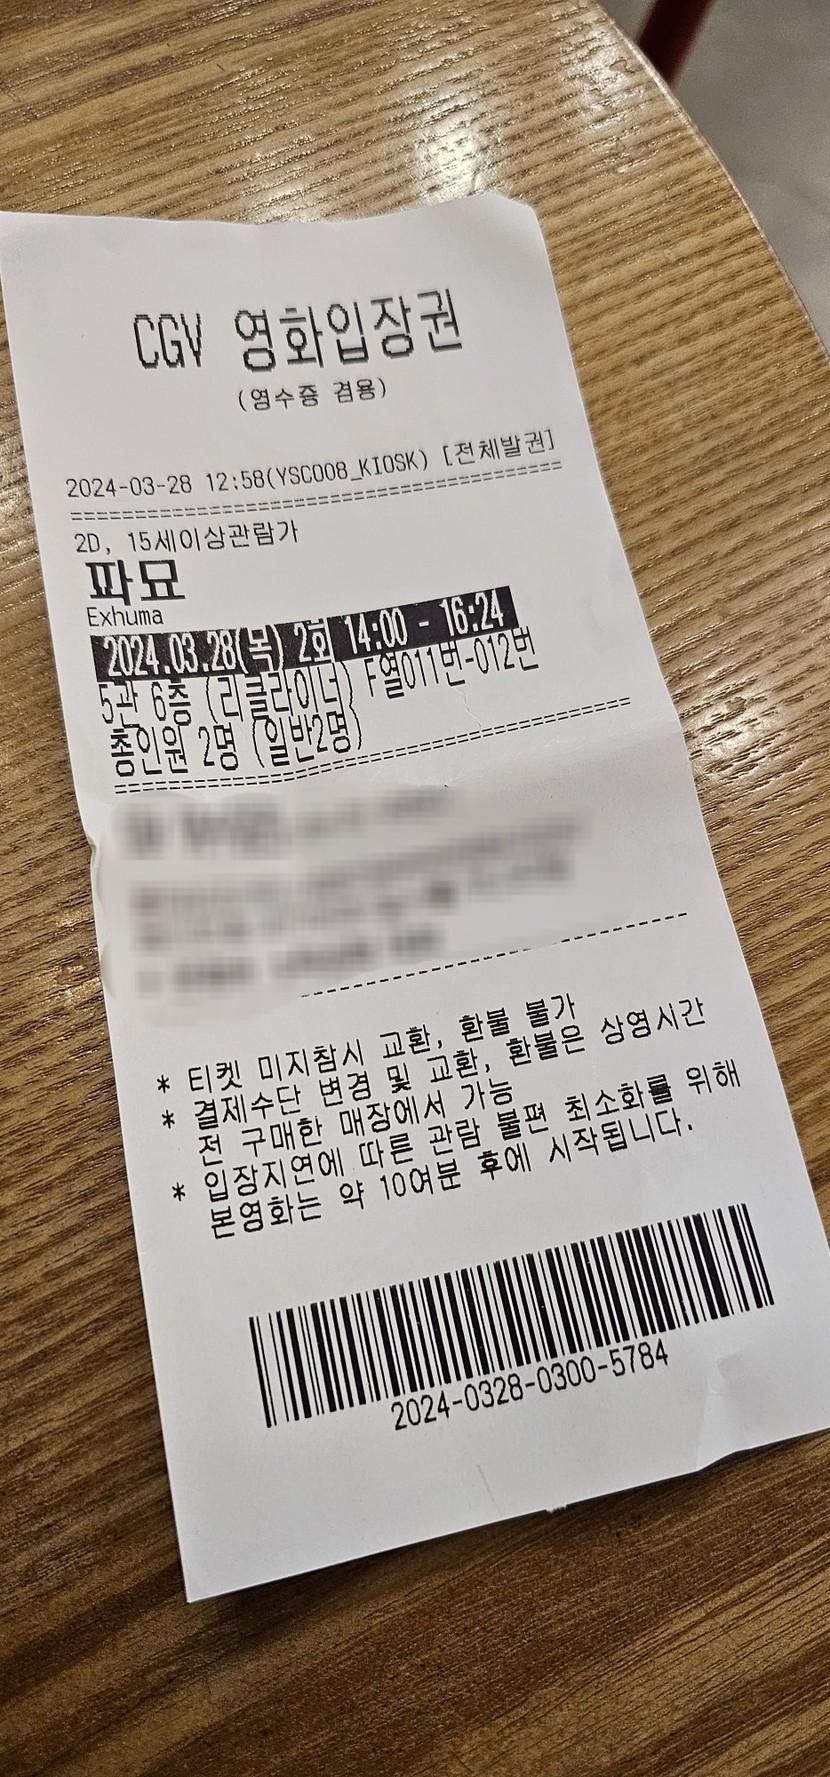 CGV 영화입장권
(영수증 겸용)
2024-03-28 12:58(YSC008_KIOSK) [전체발권]
2D, 15세이상관람가
파묘
Exhuma
2024.03.28(목) 2회 14:00 - 16:24
5관 6층 (리클라이너) F열011번-012번
총인원 2명 (일반2명)
* 티켓 미지참시 교환, 환불 불가
* 결제수단 변경 및 교환, 환불은 상영시간
전 구매한 매장에서 가능
* 입장지연에 따른 관람 불편 최소화를 위해
본영화는 약 10여분 후에 시작됩니다.
2024-0328-0300-5784